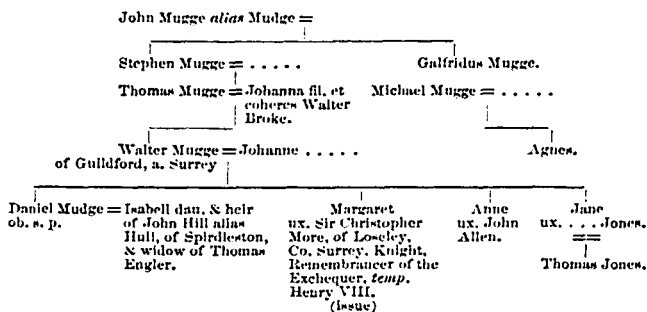 John Mugge alias Mudge =
Stephen Mugge = . . . . .
Galfridus Mugge.
Thomas Mugge = Johanna fil. et
coheres Walter
Broke.
Michael Mugge = . . . . .
Walter Mugge = Johanne . . . . .
of Guildford, a. Surrey
Agnes.
Daniel Mudge =
ob. s. p.
Isabell dau. & heir
of John Hill alias
Hull, of Spirdleston,
& widow of Thomas
Engler.
Margaret
ux. Sir Christopher
More, of Loseley,
Co. Surrey, Knight,
Remembrancer of the
Exchequer, temp.
Henry VIII.
(issue)
Anne
ux. John
Allen.
Jane
ux. . . . . Jones.
==
Thomas Jones.